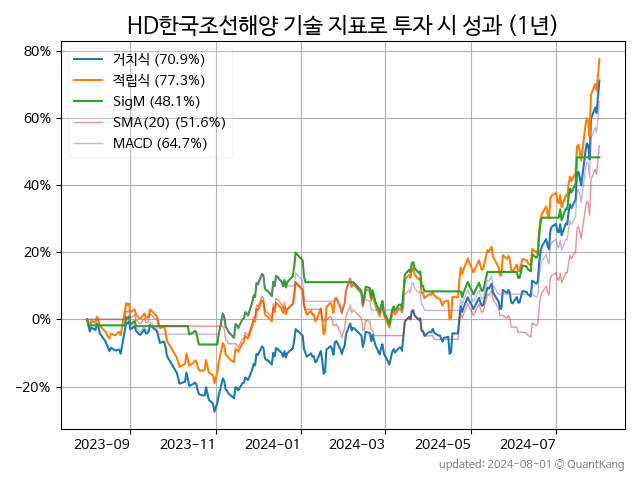 HD한국조선해양 기술 지표로 투자 시 성과 (1년)
80%
60%
40%
20%
0%
−20%
거치식 (70.9%)
적립식 (77.3%)
SigM (48.1%)
SMA(20) (51.6%)
MACD (64.7%)
2023-09 2023-11 2024-01 2024-03 2024-05 2024-07
updated: 2024-08-01 © QuantKang